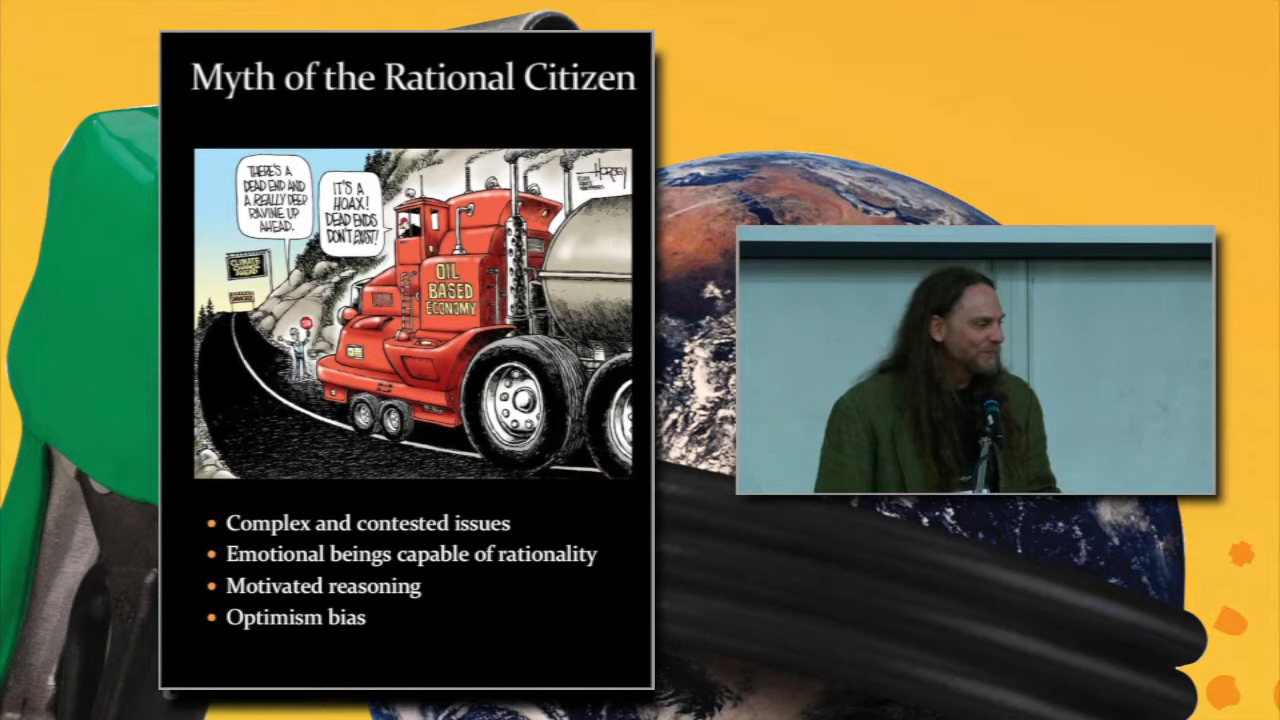 Myth of the Rational Citizen
THERE'S A
DEAD END AND
A REALLY DEEP
RAVINE UP
AHEAD.
IT'S A
HOAX!
DEAD ENDS
DON'T EXIST!
HORSEY
CLIMATE
CHANGE
AHEAD
OIL
BASED
ECONOMY
• Complex and contested issues
• Emotional beings capable of rationality
• Motivated reasoning
• Optimism bias